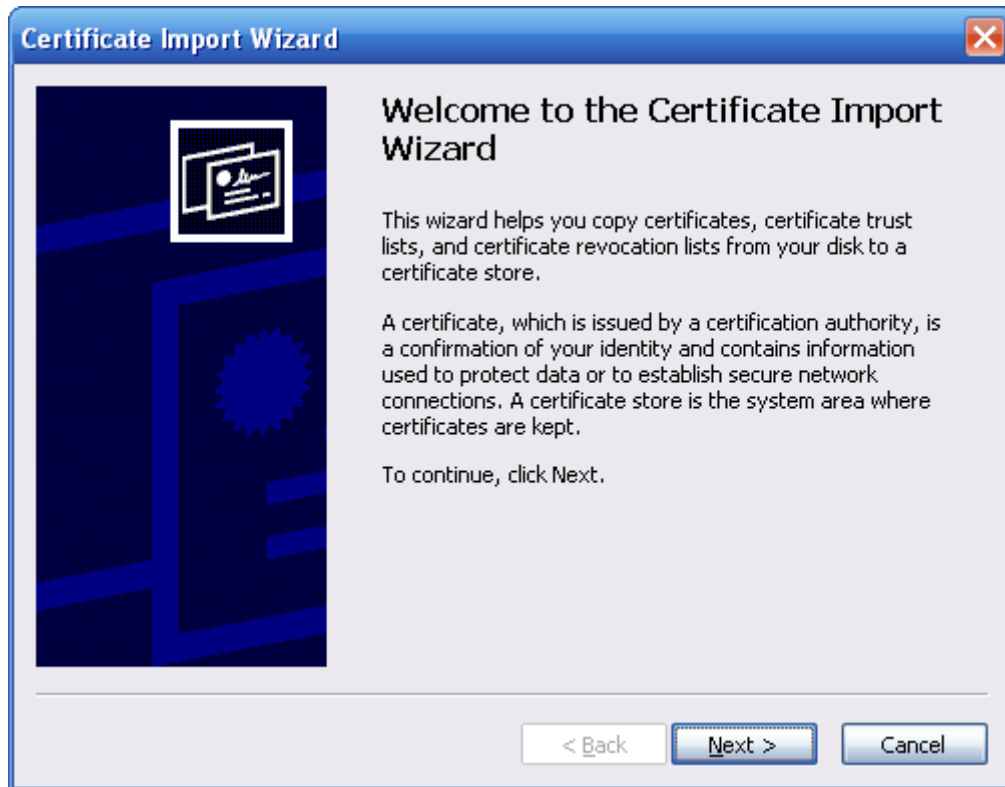 Certificate Import Wizard
Welcome to the Certificate Import
Wizard
This wizard helps you copy certificates, certificate trust
lists, and certificate revocation lists from your disk to a
certificate store.
A certificate, which is issued by a certification authority, is
a confirmation of your identity and contains information
used to protect data or to establish secure network
connections. A certificate store is the system area where
certificates are kept.
To continue, click Next.
< Back
Next >
Cancel